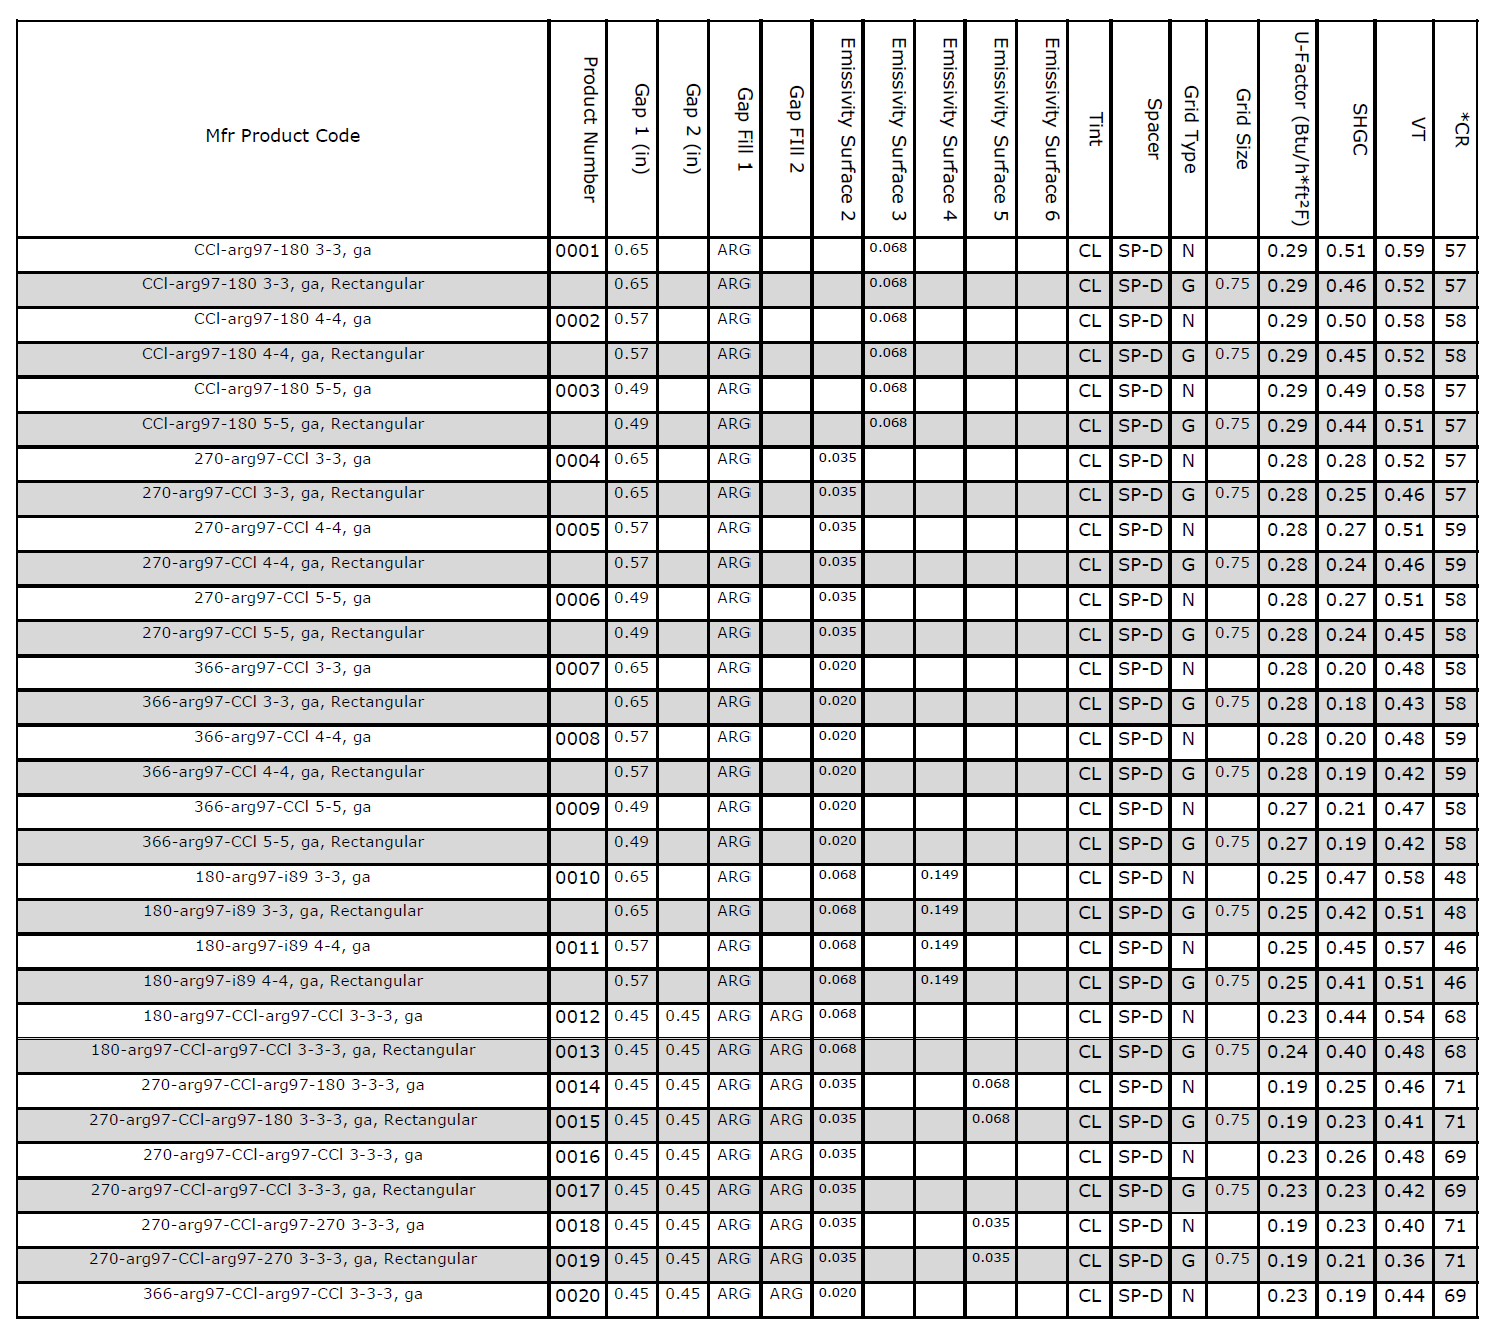 Mfr Product Code Product Number Gap 1 (in) Gap 2 (in) Gap Fill 1 Gap FIll 2 Emissivity Surface 2 Emissivity Surface 3 Emissivity Surface 4 Emissivity Surface 5 Emissivity Surface 6 Tint Spacer Grid Type Grid Size U-Factor (Btu/h*ft²F) SHGC VT *CR
CCl-arg97-180 3-3, ga 0001 0.65 ARG 0.068 CL SP-D N 0.29 0.51 0.59 57
CCl-arg97-180 3-3, ga, Rectangular 0.65 ARG 0.068 CL SP-D G 0.75 0.29 0.46 0.52 57
CCl-arg97-180 4-4, ga 0002 0.57 ARG 0.068 CL SP-D N 0.29 0.50 0.58 58
CCl-arg97-180 4-4, ga, Rectangular 0.57 ARG 0.068 CL SP-D G 0.75 0.29 0.45 0.52 58
CCl-arg97-180 5-5, ga 0003 0.49 ARG 0.068 CL SP-D N 0.29 0.49 0.58 57
CCl-arg97-180 5-5, ga, Rectangular 0.49 ARG 0.068 CL SP-D G 0.75 0.29 0.44 0.51 57
270-arg97-CCl 3-3, ga 0004 0.65 ARG 0.035 CL SP-D N 0.28 0.28 0.52 57
270-arg97-CCl 3-3, ga, Rectangular 0.65 ARG 0.035 CL SP-D G 0.75 0.28 0.25 0.46 57
270-arg97-CCl 4-4, ga 0005 0.57 ARG 0.035 CL SP-D N 0.28 0.27 0.51 59
270-arg97-CCl 4-4, ga, Rectangular 0.57 ARG 0.035 CL SP-D G 0.75 0.28 0.24 0.46 59
270-arg97-CCl 5-5, ga 0006 0.49 ARG 0.035 CL SP-D N 0.28 0.27 0.51 58
270-arg97-CCl 5-5, ga, Rectangular 0.49 ARG 0.035 CL SP-D G 0.75 0.28 0.24 0.45 58
366-arg97-CCl 3-3, ga 0007 0.65 ARG 0.020 CL SP-D N 0.28 0.20 0.48 58
366-arg97-CCl 3-3, ga, Rectangular 0.65 ARG 0.020 CL SP-D G 0.75 0.28 0.18 0.43 58
366-arg97-CCl 4-4, ga 0008 0.57 ARG 0.020 CL SP-D N 0.28 0.20 0.48 59
366-arg97-CCl 4-4, ga, Rectangular 0.57 ARG 0.020 CL SP-D G 0.75 0.28 0.19 0.42 59
366-arg97-CCl 5-5, ga 0009 0.49 ARG 0.020 CL SP-D N 0.27 0.21 0.47 58
366-arg97-CCl 5-5, ga, Rectangular 0.49 ARG 0.020 CL SP-D G 0.75 0.27 0.19 0.42 58
180-arg97-i89 3-3, ga 0010 0.65 ARG 0.068 0.149 CL SP-D N 0.25 0.47 0.58 48
180-arg97-i89 3-3, ga, Rectangular 0.65 ARG 0.068 0.149 CL SP-D G 0.75 0.25 0.42 0.51 48
180-arg97-i89 4-4, ga 0011 0.57 ARG 0.068 0.149 CL SP-D N 0.25 0.45 0.57 46
180-arg97-i89 4-4, ga, Rectangular 0.57 ARG 0.068 0.149 CL SP-D G 0.75 0.25 0.41 0.51 46
180-arg97-CCl-arg97-CCl 3-3-3, ga 0012 0.45 0.45 ARG ARG 0.068 CL SP-D N 0.23 0.44 0.54 68
180-arg97-CCl-arg97-CCl 3-3-3, ga, Rectangular 0013 0.45 0.45 ARG ARG 0.068 CL SP-D G 0.75 0.24 0.40 0.48 68
270-arg97-CCl-arg97-180 3-3-3, ga 0014 0.45 0.45 ARG ARG 0.035 0.068 CL SP-D N 0.19 0.25 0.46 71
270-arg97-CCl-arg97-180 3-3-3, ga, Rectangular 0015 0.45 0.45 ARG ARG 0.035 0.068 CL SP-D G 0.75 0.19 0.23 0.41 71
270-arg97-CCl-arg97-CCl 3-3-3, ga 0016 0.45 0.45 ARG ARG 0.035 CL SP-D N 0.23 0.26 0.48 69
270-arg97-CCl-arg97-CCl 3-3-3, ga, Rectangular 0017 0.45 0.45 ARG ARG 0.035 CL SP-D G 0.75 0.23 0.23 0.42 69
270-arg97-CCl-arg97-270 3-3-3, ga 0018 0.45 0.45 ARG ARG 0.035 0.035 CL SP-D N 0.19 0.23 0.40 71
270-arg97-CCl-arg97-270 3-3-3, ga, Rectangular 0019 0.45 0.45 ARG ARG 0.035 0.035 CL SP-D G 0.75 0.19 0.21 0.36 71
366-arg97-CCl-arg97-CCl 3-3-3, ga 0020 0.45 0.45 ARG ARG 0.020 CL SP-D N 0.23 0.19 0.44 69